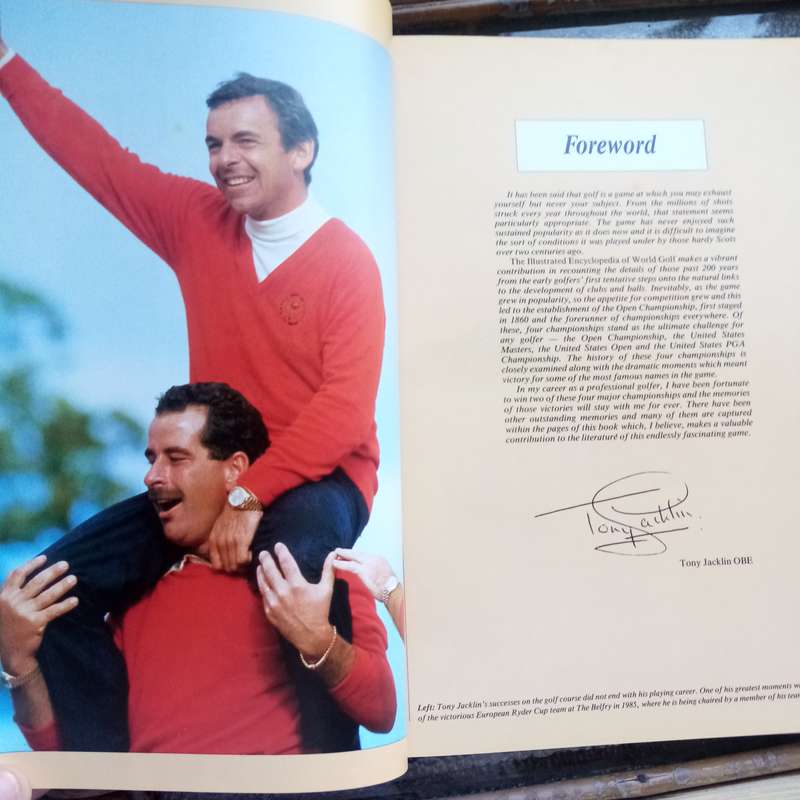 Foreword
It has been said that golf is a game at which you may exhaust
yourself but never your subject. From the millions of shots
struck every year throughout the world, that statement seems
particularly appropriate. The game has never enjoyed such
sustained popularity as it does now and it is difficult to imagine
the sort of conditions it was played under by those hardy Scots
over two centuries ago.
The Illustrated Encyclopedia of World Golf makes a vibrant
contribution in recounting the details of those past 200 years
from the early golfers' first tentative steps onto the natural links
to the development of clubs and balls. Inevitably, as the game
grew in popularity, so the appetite for competition grew and this
led to the establishment of the Open Championship, first staged
in 1860 and the forerunner of championships everywhere. Of
these, four championships stand as the ultimate challenge for
any golfer — the Open Championship, the United States
Masters, the United States Open and the United States PGA
Championship. The history of these four championships is
closely examined along with the dramatic moments which meant
victory for some of the most famous names in the game.
In my career as a professional golfer, I have been fortunate
to win two of these four major championships and the memories
of those victories will stay with me for ever. There have been
other outstanding memories and many of them are captured
within the pages of this book which, I believe, makes a valuable
contribution to the literature of this endlessly fascinating game.
Tony Jacklin
Tony Jacklin OBE
Left: Tony Jacklin's successes on the golf course did not end with his playing career. One of his greatest moments w
of the victorious European Ryder Cup team at The Belfry in 1985, where he is being chaired by a member of his team